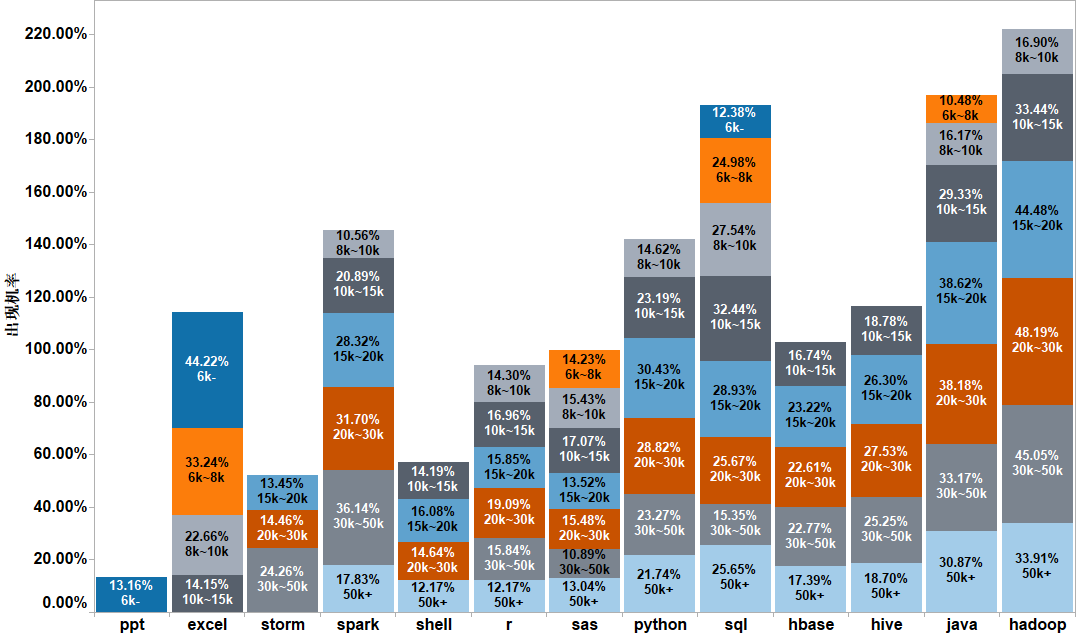 220.00%
200.00%
180.00%
160.00%
140.00%
120.00%
100.00%
80.00%
60.00%
40.00%
20.00%
0.00%
出现机率
13.16%
6k-
44.22%
6k-
33.24%
6k~8k
22.66%
8k~10k
14.15%
10k~15k
13.45%
15k~20k
14.46%
20k~30k
24.26%
30k~50k
10.56%
8k~10k
20.89%
10k~15k
28.32%
15k~20k
31.70%
20k~30k
36.14%
30k~50k
17.83%
50k+
14.19%
10k~15k
16.08%
15k~20k
14.64%
20k~30k
12.17%
50k+
14.30%
8k~10k
16.96%
10k~15k
15.85%
15k~20k
19.09%
20k~30k
15.84%
30k~50k
12.17%
50k+
14.23%
6k~8k
15.43%
8k~10k
17.07%
10k~15k
13.52%
15k~20k
15.48%
20k~30k
10.89%
30k~50k
13.04%
50k+
14.62%
8k~10k
23.19%
10k~15k
30.43%
15k~20k
28.82%
20k~30k
23.27%
30k~50k
21.74%
50k+
12.38%
6k-
24.98%
6k~8k
27.54%
8k~10k
32.44%
10k~15k
28.93%
15k~20k
25.67%
20k~30k
15.35%
30k~50k
25.65%
50k+
16.74%
10k~15k
23.22%
15k~20k
22.61%
20k~30k
22.77%
30k~50k
17.39%
50k+
18.78%
10k~15k
26.30%
15k~20k
27.53%
20k~30k
25.25%
30k~50k
18.70%
50k+
10.48%
6k~8k
16.17%
8k~10k
29.33%
10k~15k
38.62%
15k~20k
38.18%
20k~30k
33.17%
30k~50k
30.87%
50k+
16.90%
8k~10k
33.44%
10k~15k
44.48%
15k~20k
48.19%
20k~30k
45.05%
30k~50k
33.91%
50k+
ppt excel storm spark shell r sas python sql hbase hive java hadoop